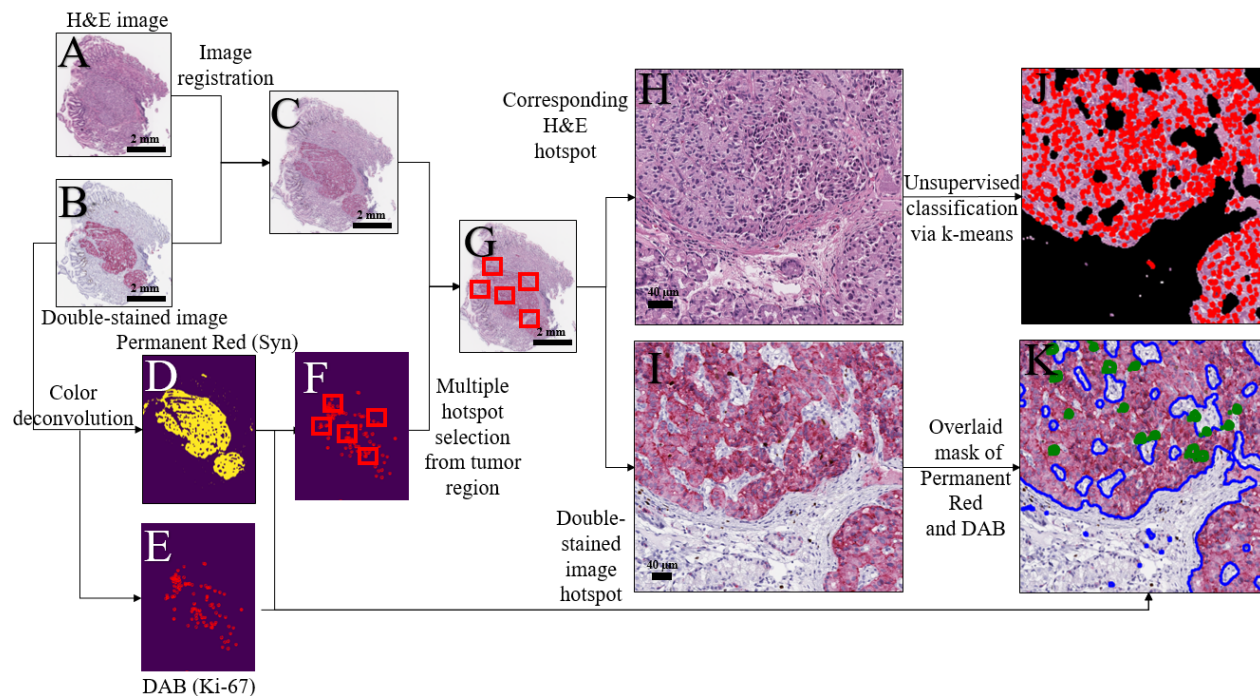 H&E image
A
2 mm
Image
registration
B
2 mm
Double-stained image
C
2 mm
Permanent Red (Syn)
Color
deconvolution
D
E
DAB (Ki-67)
F
Multiple
hotspot
selection
from tumor
region
G
2 mm
Corresponding
H&E
hotspot
H
40 µm
Unsupervised
classification
via k-means
J
Double-
stained
image
hotspot
I
40 µm
Overlaid
mask of
Permanent
Red
and DAB
K